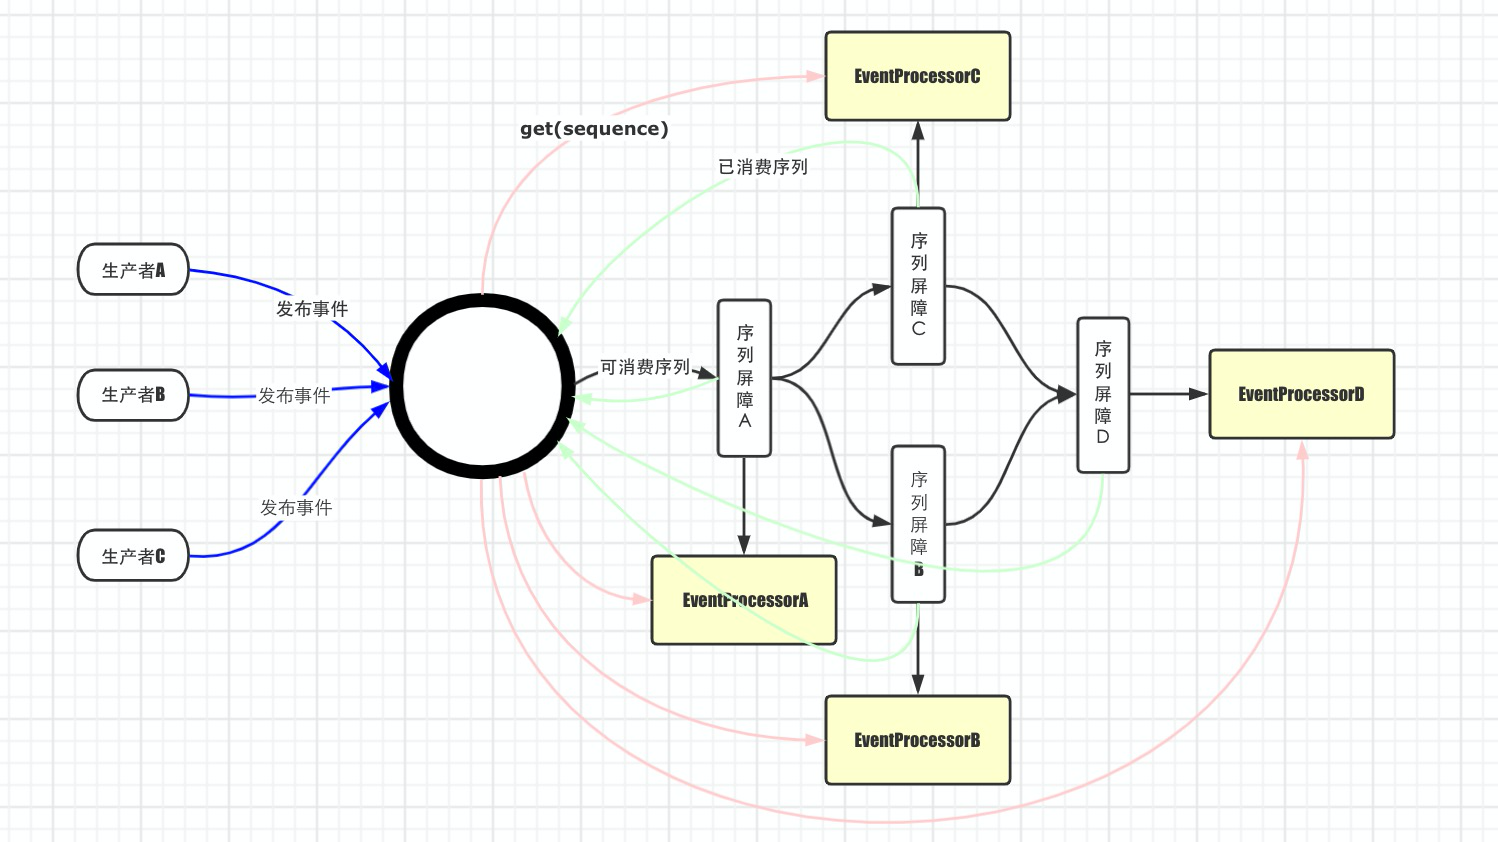 EventProcessorC
get(sequence)
已消费序列
生产者A
发布事件
可消费序列
生产者B
发布事件
生产者C
发布事件
序列屏障A
序列屏障C
序列屏障B
序列屏障D
EventProcessorD
EventProcessorA
EventProcessorB